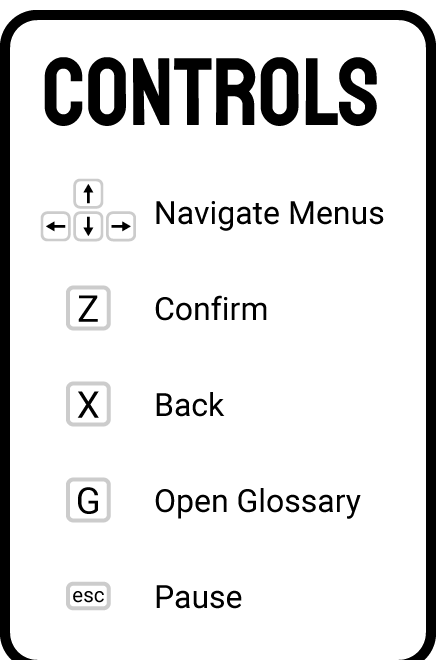 CONTROLS
↑
← ↓ → Navigate Menus
Z Confirm
X Back
G Open Glossary
esc Pause